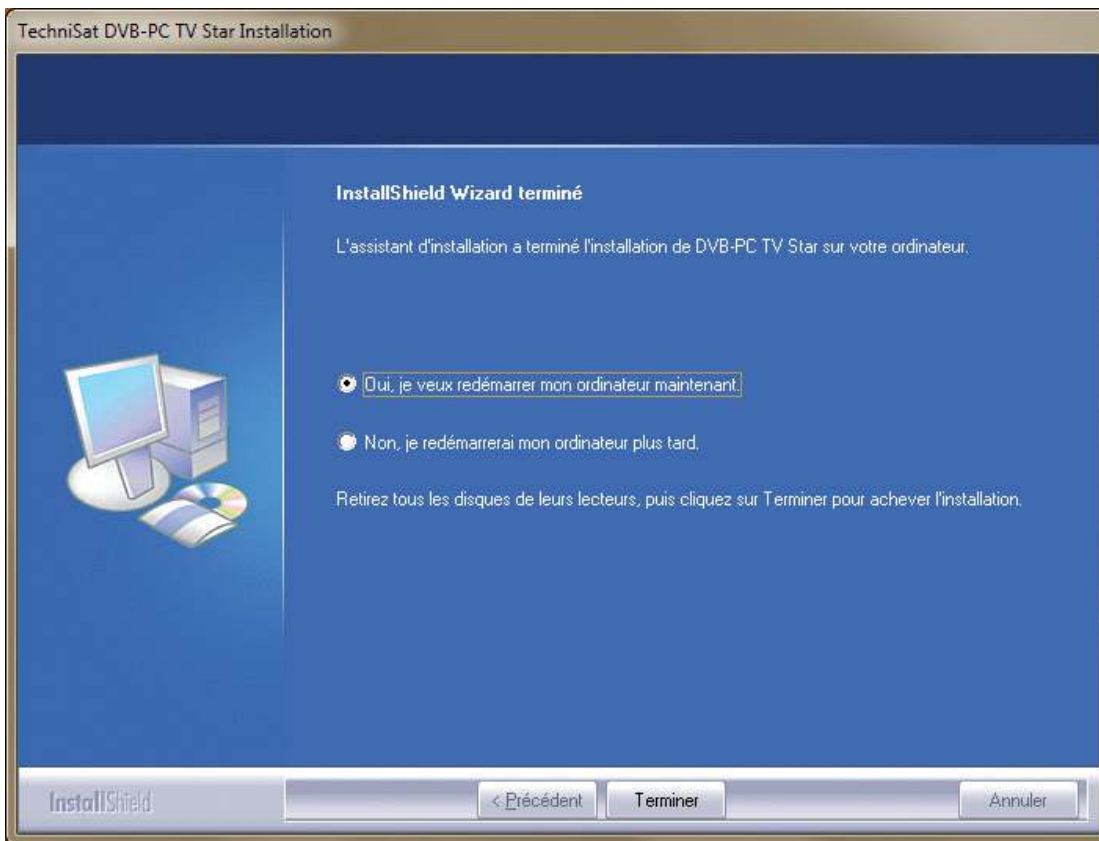 TechniSat DVB-PC TV Star Installation
InstallShield Wizard terminé
L'assistant d'installation a terminé l'installation de DVB-PC TV Star sur votre ordinateur.
Oui, je veux redémarrer mon ordinateur maintenant.
Non, je redémarrerai mon ordinateur plus tard.
Retirez tous les disques de leurs lecteurs, puis cliquez sur Terminer pour achever l'installation.
InstallShield
< Précédent Terminer Annuler